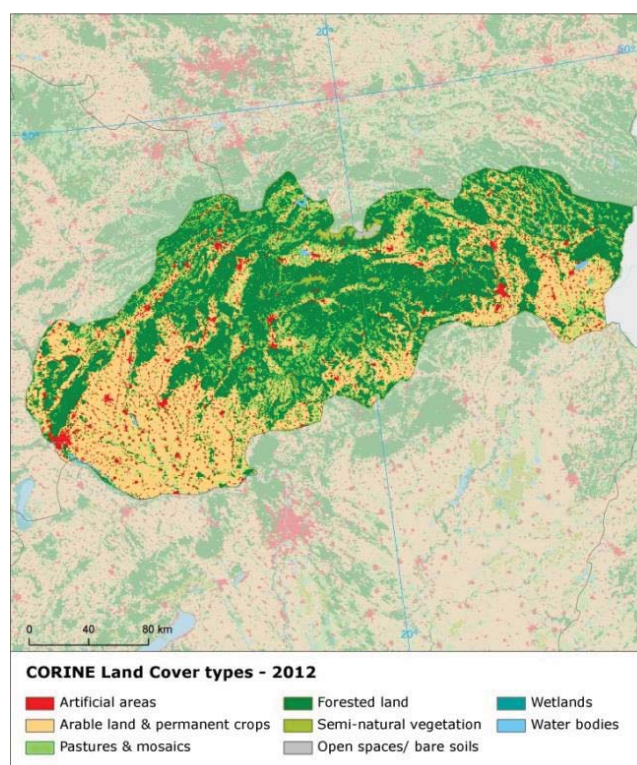 20°
50°
50°
20°
0 40 80 km
CORINE Land Cover types - 2012
Artificial areas
Forested land
Wetlands
Arable land & permanent crops
Semi-natural vegetation
Water bodies
Pastures & mosaics
Open spaces/ bare soils